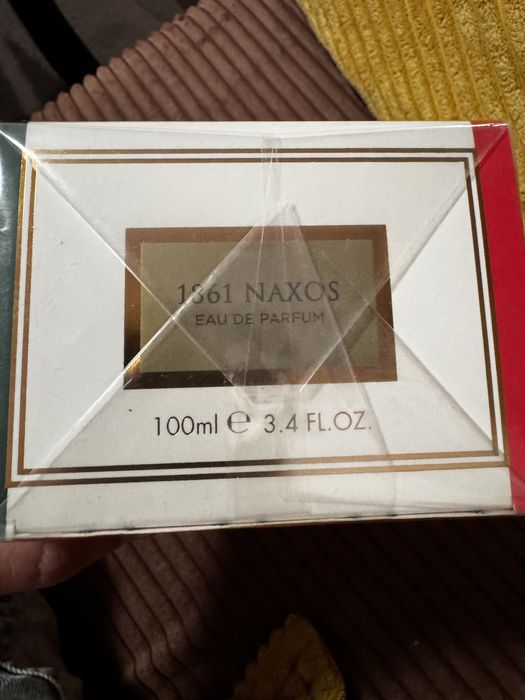 1861 NAXOS
EAU DE PARFUM
100ml ℮ 3.4 FL.OZ.